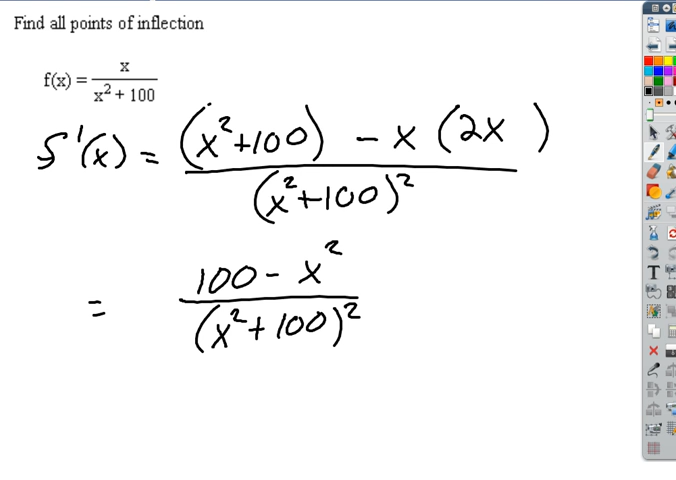 Find all points of inflection
f(x) = x / (x² + 100)
f'(x) = ((x²+100) - x (2x )) / (x²+100)²
= (100 - x²) / (x²+100)²
T